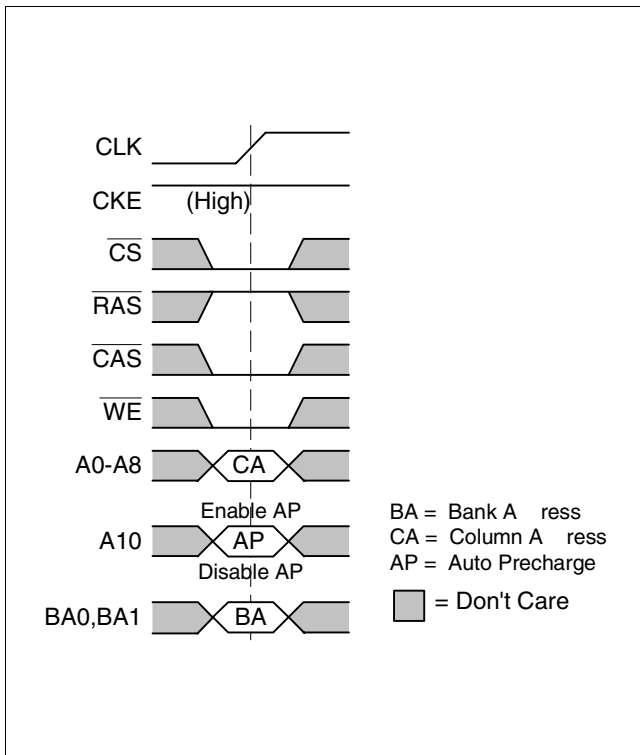 CLK
CKE (High)
CS
RAS
CAS
WE
A0-A8 CA
Enable AP
A10 AP
Disable AP
BA0,BA1 BA
BA = Bank A ress
CA = Column A ress
AP = Auto Precharge
= Don't Care